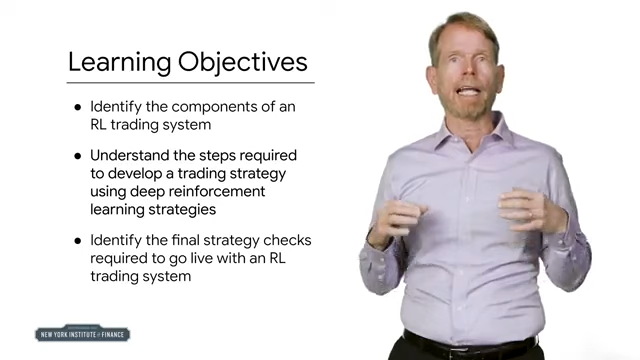 Learning Objectives
● Identify the components of an
RL trading system
● Understand the steps required
to develop a trading strategy
using deep reinforcement
learning strategies
● Identify the final strategy checks
required to go live with an RL
trading system
NEW YORK INSTITUTE OF FINANCE